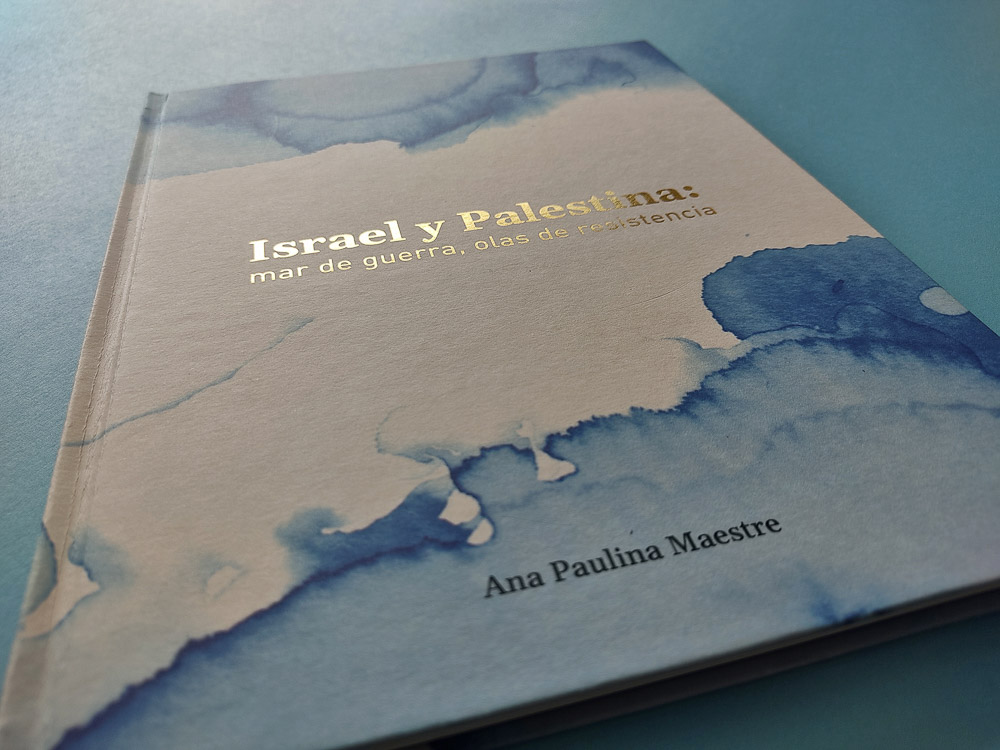 Israel y Palestina:
mar de guerra, olas de resistencia
Ana Paulina Maestre